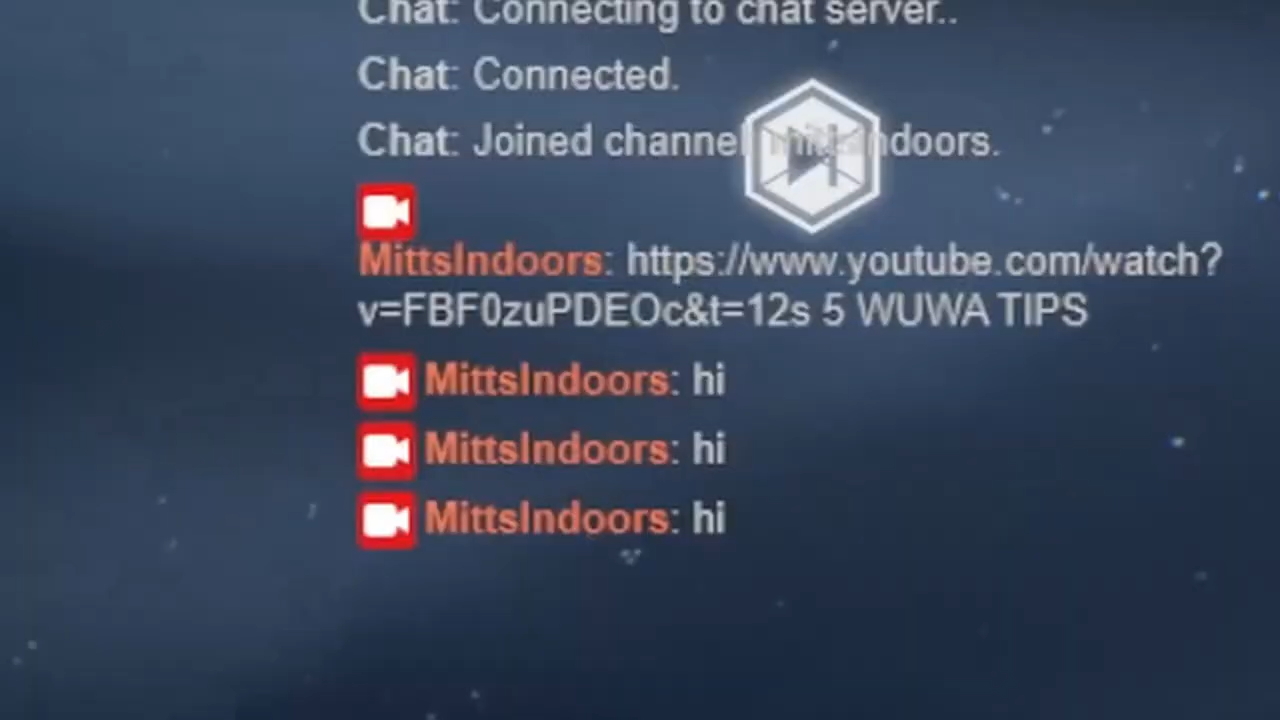 Chat: Connecting to chat server..
Chat: Connected.
Chat: Joined channel mittsindoors.
MittsIndoors: https://www.youtube.com/watch?
v=FBF0zuPDEOc&t=12s 5 WUWA TIPS
MittsIndoors: hi
MittsIndoors: hi
MittsIndoors: hi